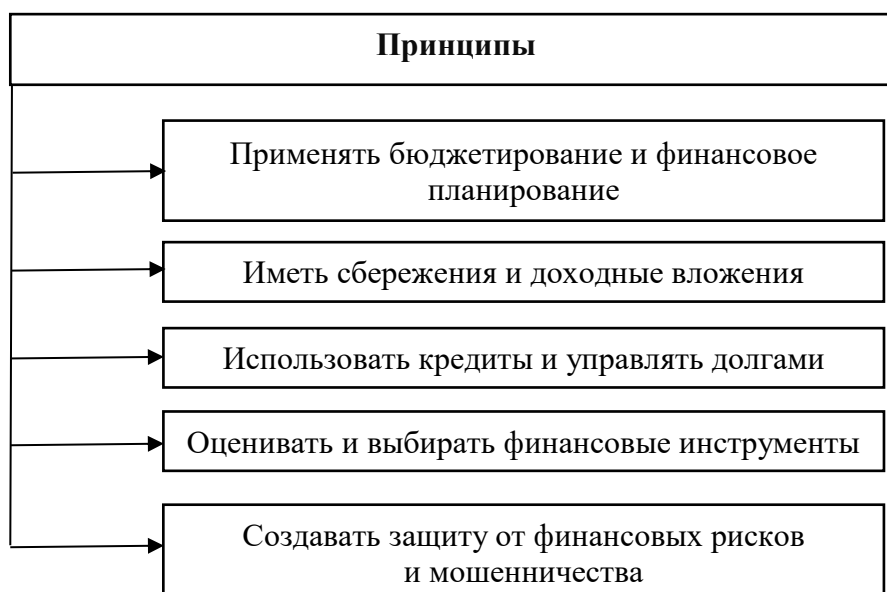 Принципы
Применять бюджетирование и финансовое
планирование
Иметь сбережения и доходные вложения
Использовать кредиты и управлять долгами
Оценивать и выбирать финансовые инструменты
Создавать защиту от финансовых рисков
и мошенничества